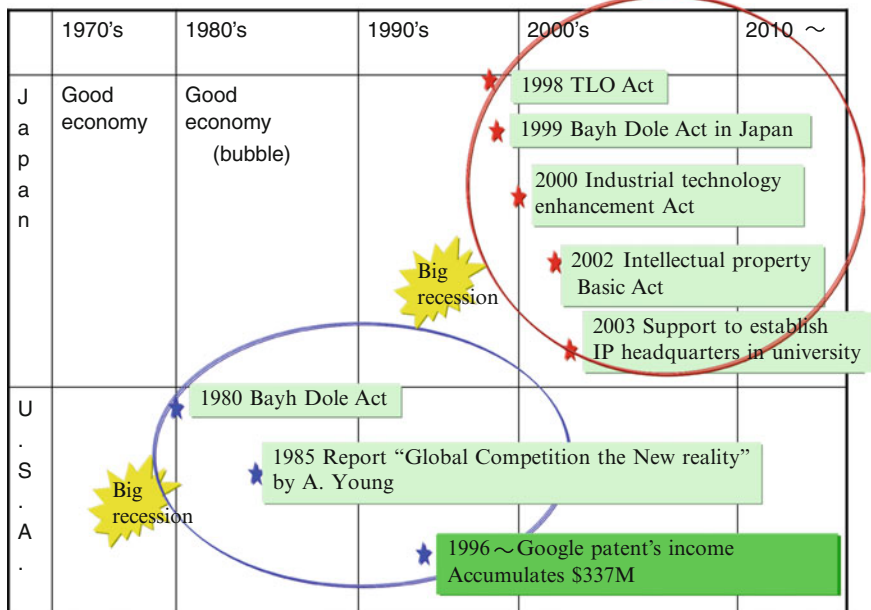 1970's 1980's 1990's 2000's 2010 ～
Japan
Good
economy
Good
economy
(bubble)
1998 TLO Act
1999 Bayh Dole Act in Japan
2000 Industrial technology
enhancement Act
Big
recession
2002 Intellectual property
Basic Act
2003 Support to establish
IP headquarters in university
U.S.A.
1980 Bayh Dole Act
Big
recession
1985 Report “Global Competition the New reality”
by A. Young
1996～Google patent's income
Accumulates $337M